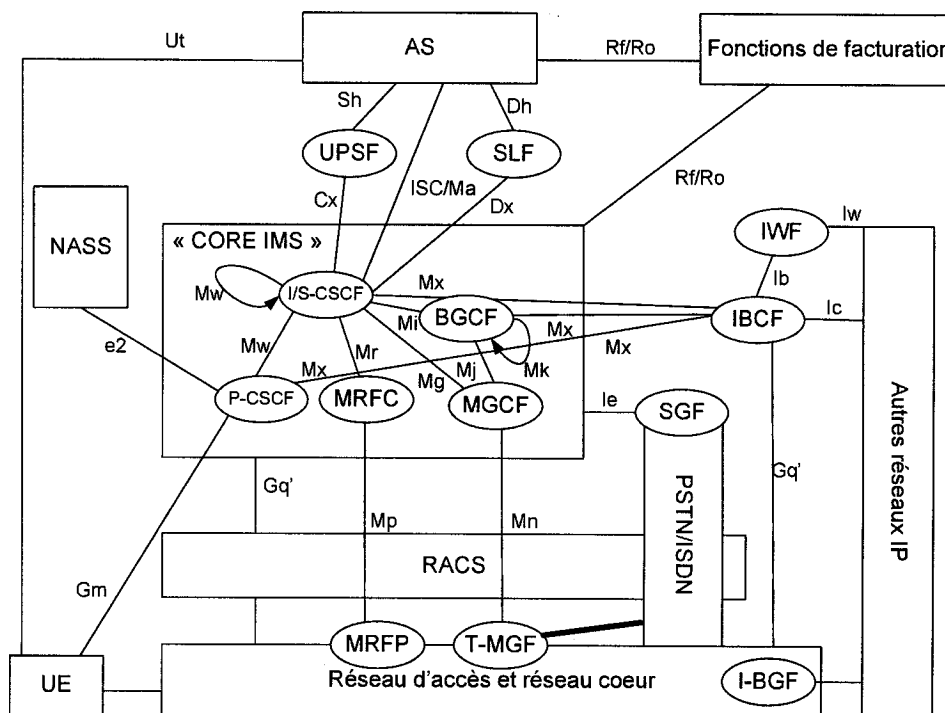 Ut
AS
Rf/Ro
Fonctions de facturation
Sh
Dh
UPSF
SLF
Cx
ISC/Ma
Dx
Rf/Ro
NASS
« CORE IMS »
IWF
Iw
Mw
I/S-CSCF
Mx
Ib
Mi
BGCF
IBCF
Ic
e2
Mw
Mr
Mx
Mx
Mx
Mg
Mj
Mk
P-CSCF
MRFC
MGCF
Ie
SGF
Autres réseaux IP
Gq'
Gq'
PSTN/ISDN
Mp
Mn
RACS
Gm
MRFP
T-MGF
UE
Réseau d'accès et réseau coeur
I-BGF